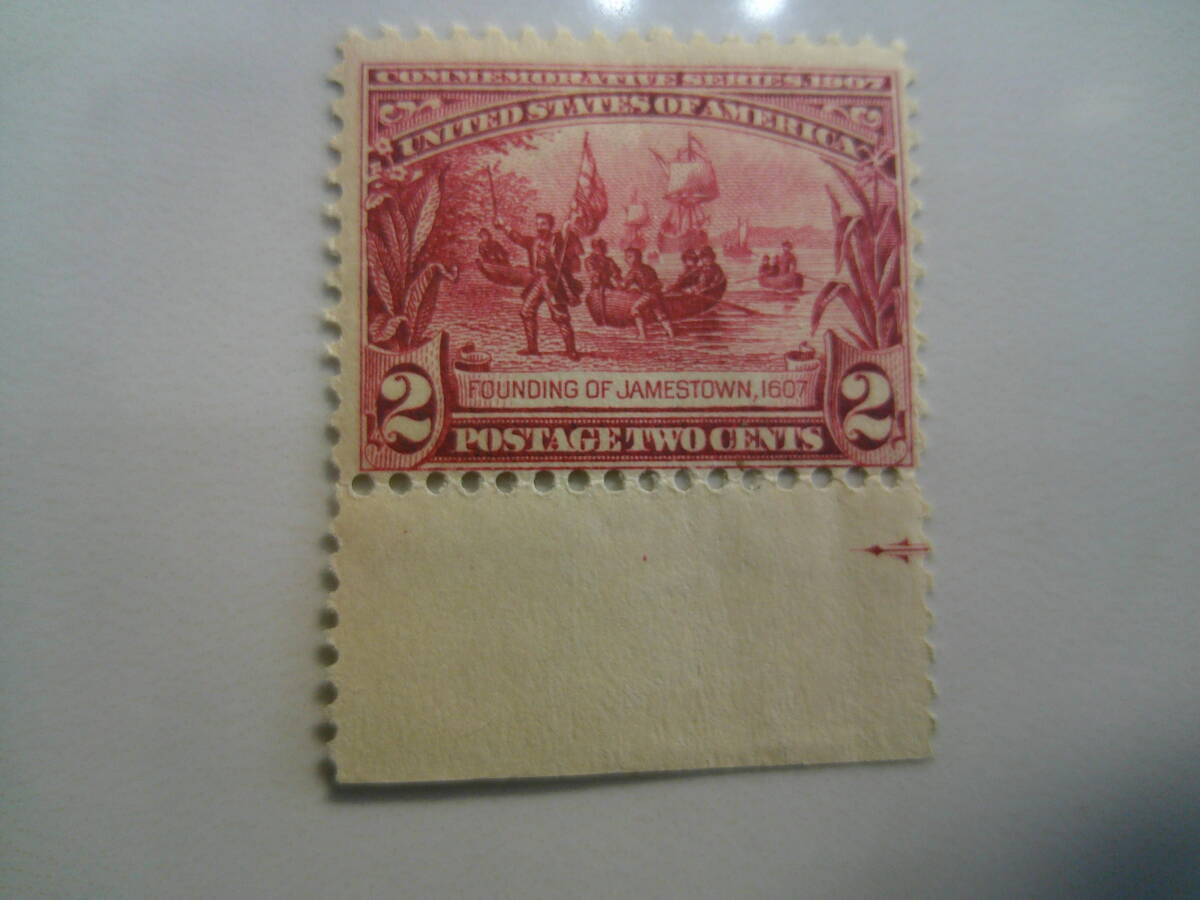 COMMEMORATIVE SERIES, 1907
UNITED STATES OF AMERICA
FOUNDING OF JAMESTOWN, 1607
2 POSTAGE TWO CENTS 2